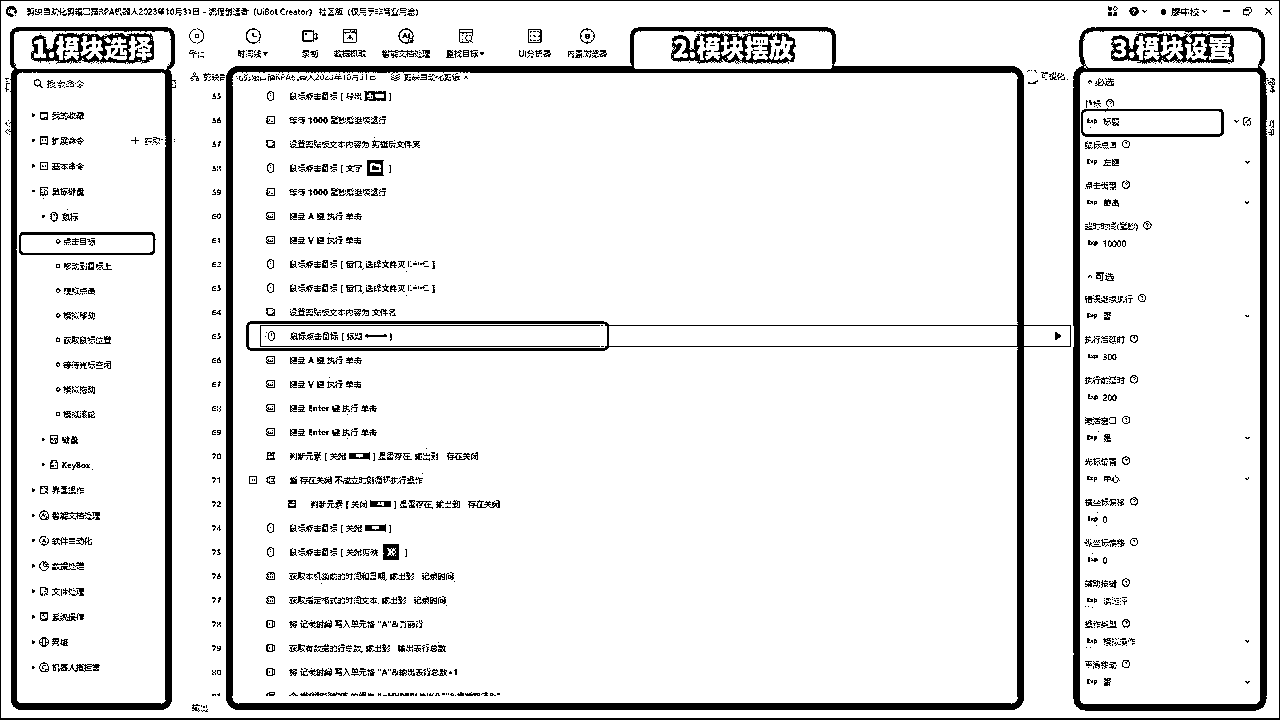 剪映自动化剪辑口播RPA机器人2023年10月31日 - 流程创造者 (UiBot Creator) 社区版 (仅用于非商业与经)
廖中校
1.模块选择
2.模块摆放
3.模块设置
停止
时间线
录制
数据抓取
智能文档处理
查找目标
UI分析器
内置浏览器
剪映自动化剪辑口播RPA机器人2023年10月31日
剪映自动化剪辑
可视化
搜索命令
我的收藏
扩展命令
基本命令
鼠标键盘
鼠标
点击目标
移动到目标上
模拟点击
模拟移动
获取鼠标位置
等待光标空闲
模拟拖动
模拟滚轮
键盘
KeyBox
界面操作
智能文档处理
软件自动化
数据处理
文件处理
系统操作
网络
机器人指挥官
55 鼠标点击目标 [ 导出 ]
56 等待 1000 毫秒后继续运行
57 设置剪贴板文本内容为 剪辑后文件夹
58 鼠标点击目标 [ 文字 ]
59 等待 1000 毫秒后继续运行
60 键盘 A 键 执行 单击
61 键盘 V 键 执行 单击
62 鼠标点击目标 [ 窗口_选择文件夹 ]
63 鼠标点击目标 [ 窗口_选择文件夹 ]
64 设置剪贴板文本内容为 文件名
65 鼠标点击目标 [ 标题 ]
66 键盘 A 键 执行 单击
67 键盘 V 键 执行 单击
68 键盘 Enter 键 执行 单击
69 键盘 Enter 键 执行 单击
70 判断元素 [ 关闭 ] 是否存在, 输出到 存在关闭
71 当 存在关闭 不成立时则循环执行操作
72 判断元素 [ 关闭 ] 是否存在, 输出到 存在关闭
74 鼠标点击目标 [ 关闭 ]
75 鼠标点击目标 [ 关闭剪映 ]
76 获取本机当前的时间和日期, 输出到 记录时间
77 获取指定格式的时间文本, 输出到 记录时间
78 将 记录时间 写入单元格 "A"&当前行
79 获取有数据的行总数, 输出到 输出表行总数
80 将 记录时间 写入单元格 "A"&输出表行总数+1
必选
目标
Exp 标题
鼠标点击
Exp 左键
点击类型
Exp 单击
超时时间(毫秒)
Exp 10000
可选
错误继续执行
Exp 否
执行后延时
Exp 300
执行前延时
Exp 200
激活窗口
Exp 是
光标位置
Exp 中心
横坐标偏移
Exp 0
纵坐标偏移
Exp 0
辅助按键
Exp 请选择
操作类型
Exp 模拟操作
平滑移动
Exp 否
输出